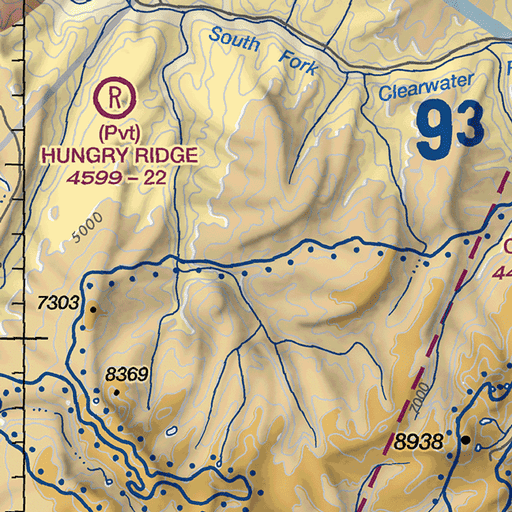 South Fork
Clearwater
R
(Pvt)
HUNGRY RIDGE
4599 - 22
93
5000
7303
8369
7000
8938